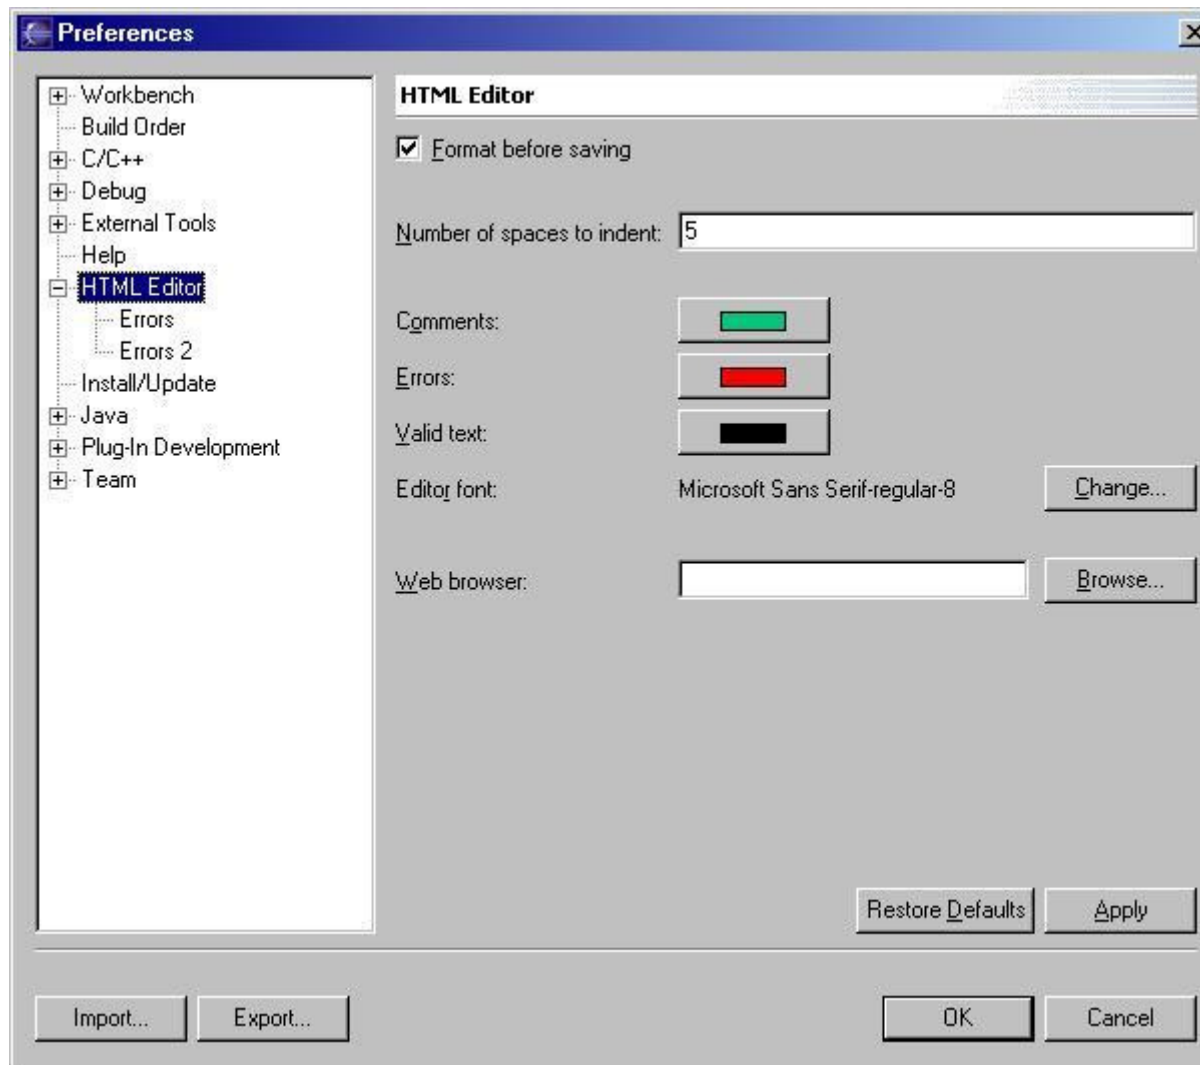 Preferences
Workbench
Build Order
C/C++
Debug
External Tools
Help
HTML Editor
Errors
Errors 2
Install/Update
Java
Plug-In Development
Team
HTML Editor
Format before saving
Number of spaces to indent: 5
Comments:
Errors:
Valid text:
Editor font: Microsoft Sans Serif-regular-8 Change...
Web browser: Browse...
Restore Defaults Apply
Import... Export... OK Cancel